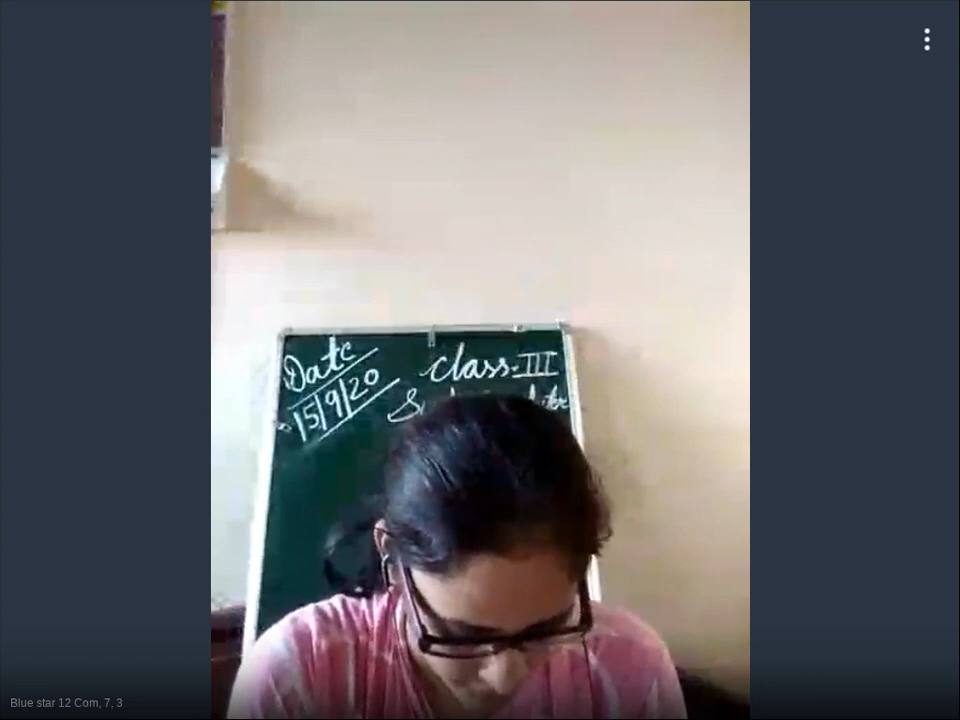 Date
15/9/20
Class-III
Blue star 12 Com, 7, 3